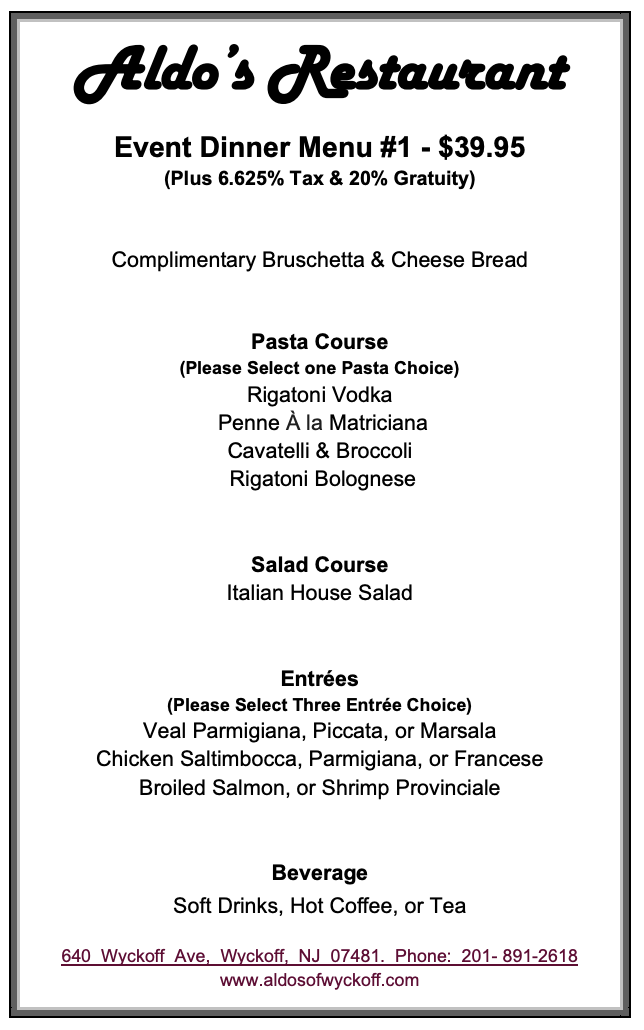 Aldo's Restaurant
Event Dinner Menu #1 - $39.95
(Plus 6.625% Tax & 20% Gratuity)
Complimentary Bruschetta & Cheese Bread
Pasta Course
(Please Select one Pasta Choice)
Rigatoni Vodka
Penne À la Matriciana
Cavatelli & Broccoli
Rigatoni Bolognese
Salad Course
Italian House Salad
Entrées
(Please Select Three Entrée Choice)
Veal Parmigiana, Piccata, or Marsala
Chicken Saltimbocca, Parmigiana, or Francese
Broiled Salmon, or Shrimp Provinciale
Beverage
Soft Drinks, Hot Coffee, or Tea
640 Wyckoff Ave, Wyckoff, NJ 07481. Phone: 201- 891-2618
www.aldosofwyckoff.com